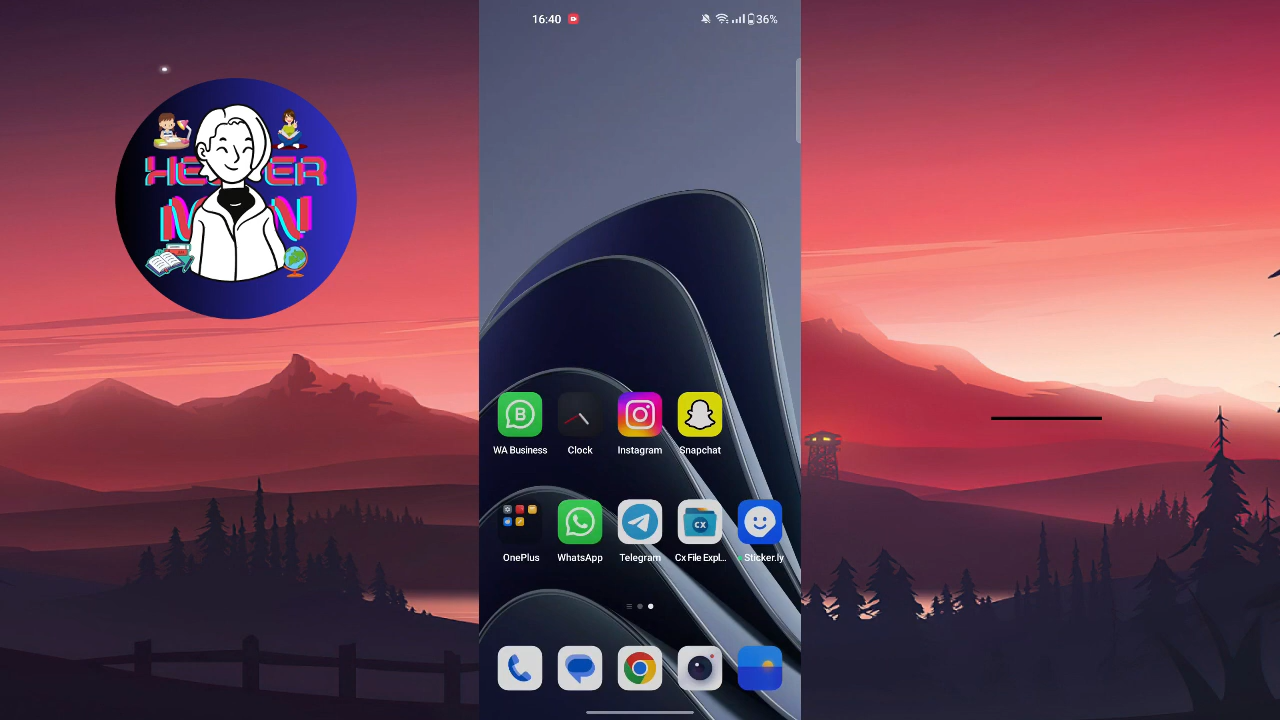 16:40
36%
WA Business
Clock
Instagram
Snapchat
OnePlus
WhatsApp
Telegram
Cx File Expl...
Sticker.ly